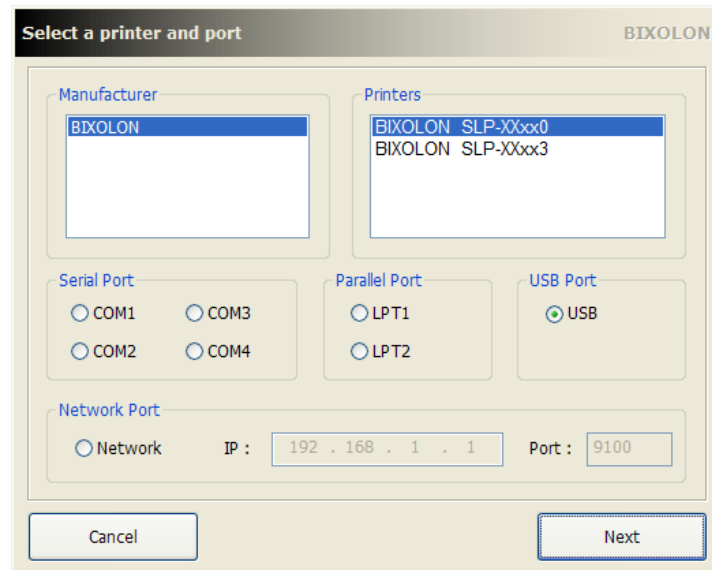 Select a printer and port BIXOLON
Manufacturer Printers
BIXOLON
BIXOLON SLP-XXxx0
BIXOLON SLP-XXxx3
Serial Port Parallel Port USB Port
COM1 COM3 LPT1 USB
COM2 COM4 LPT2
Network Port
Network IP : 192 . 168 . 1 . 1 Port : 9100
Cancel Next